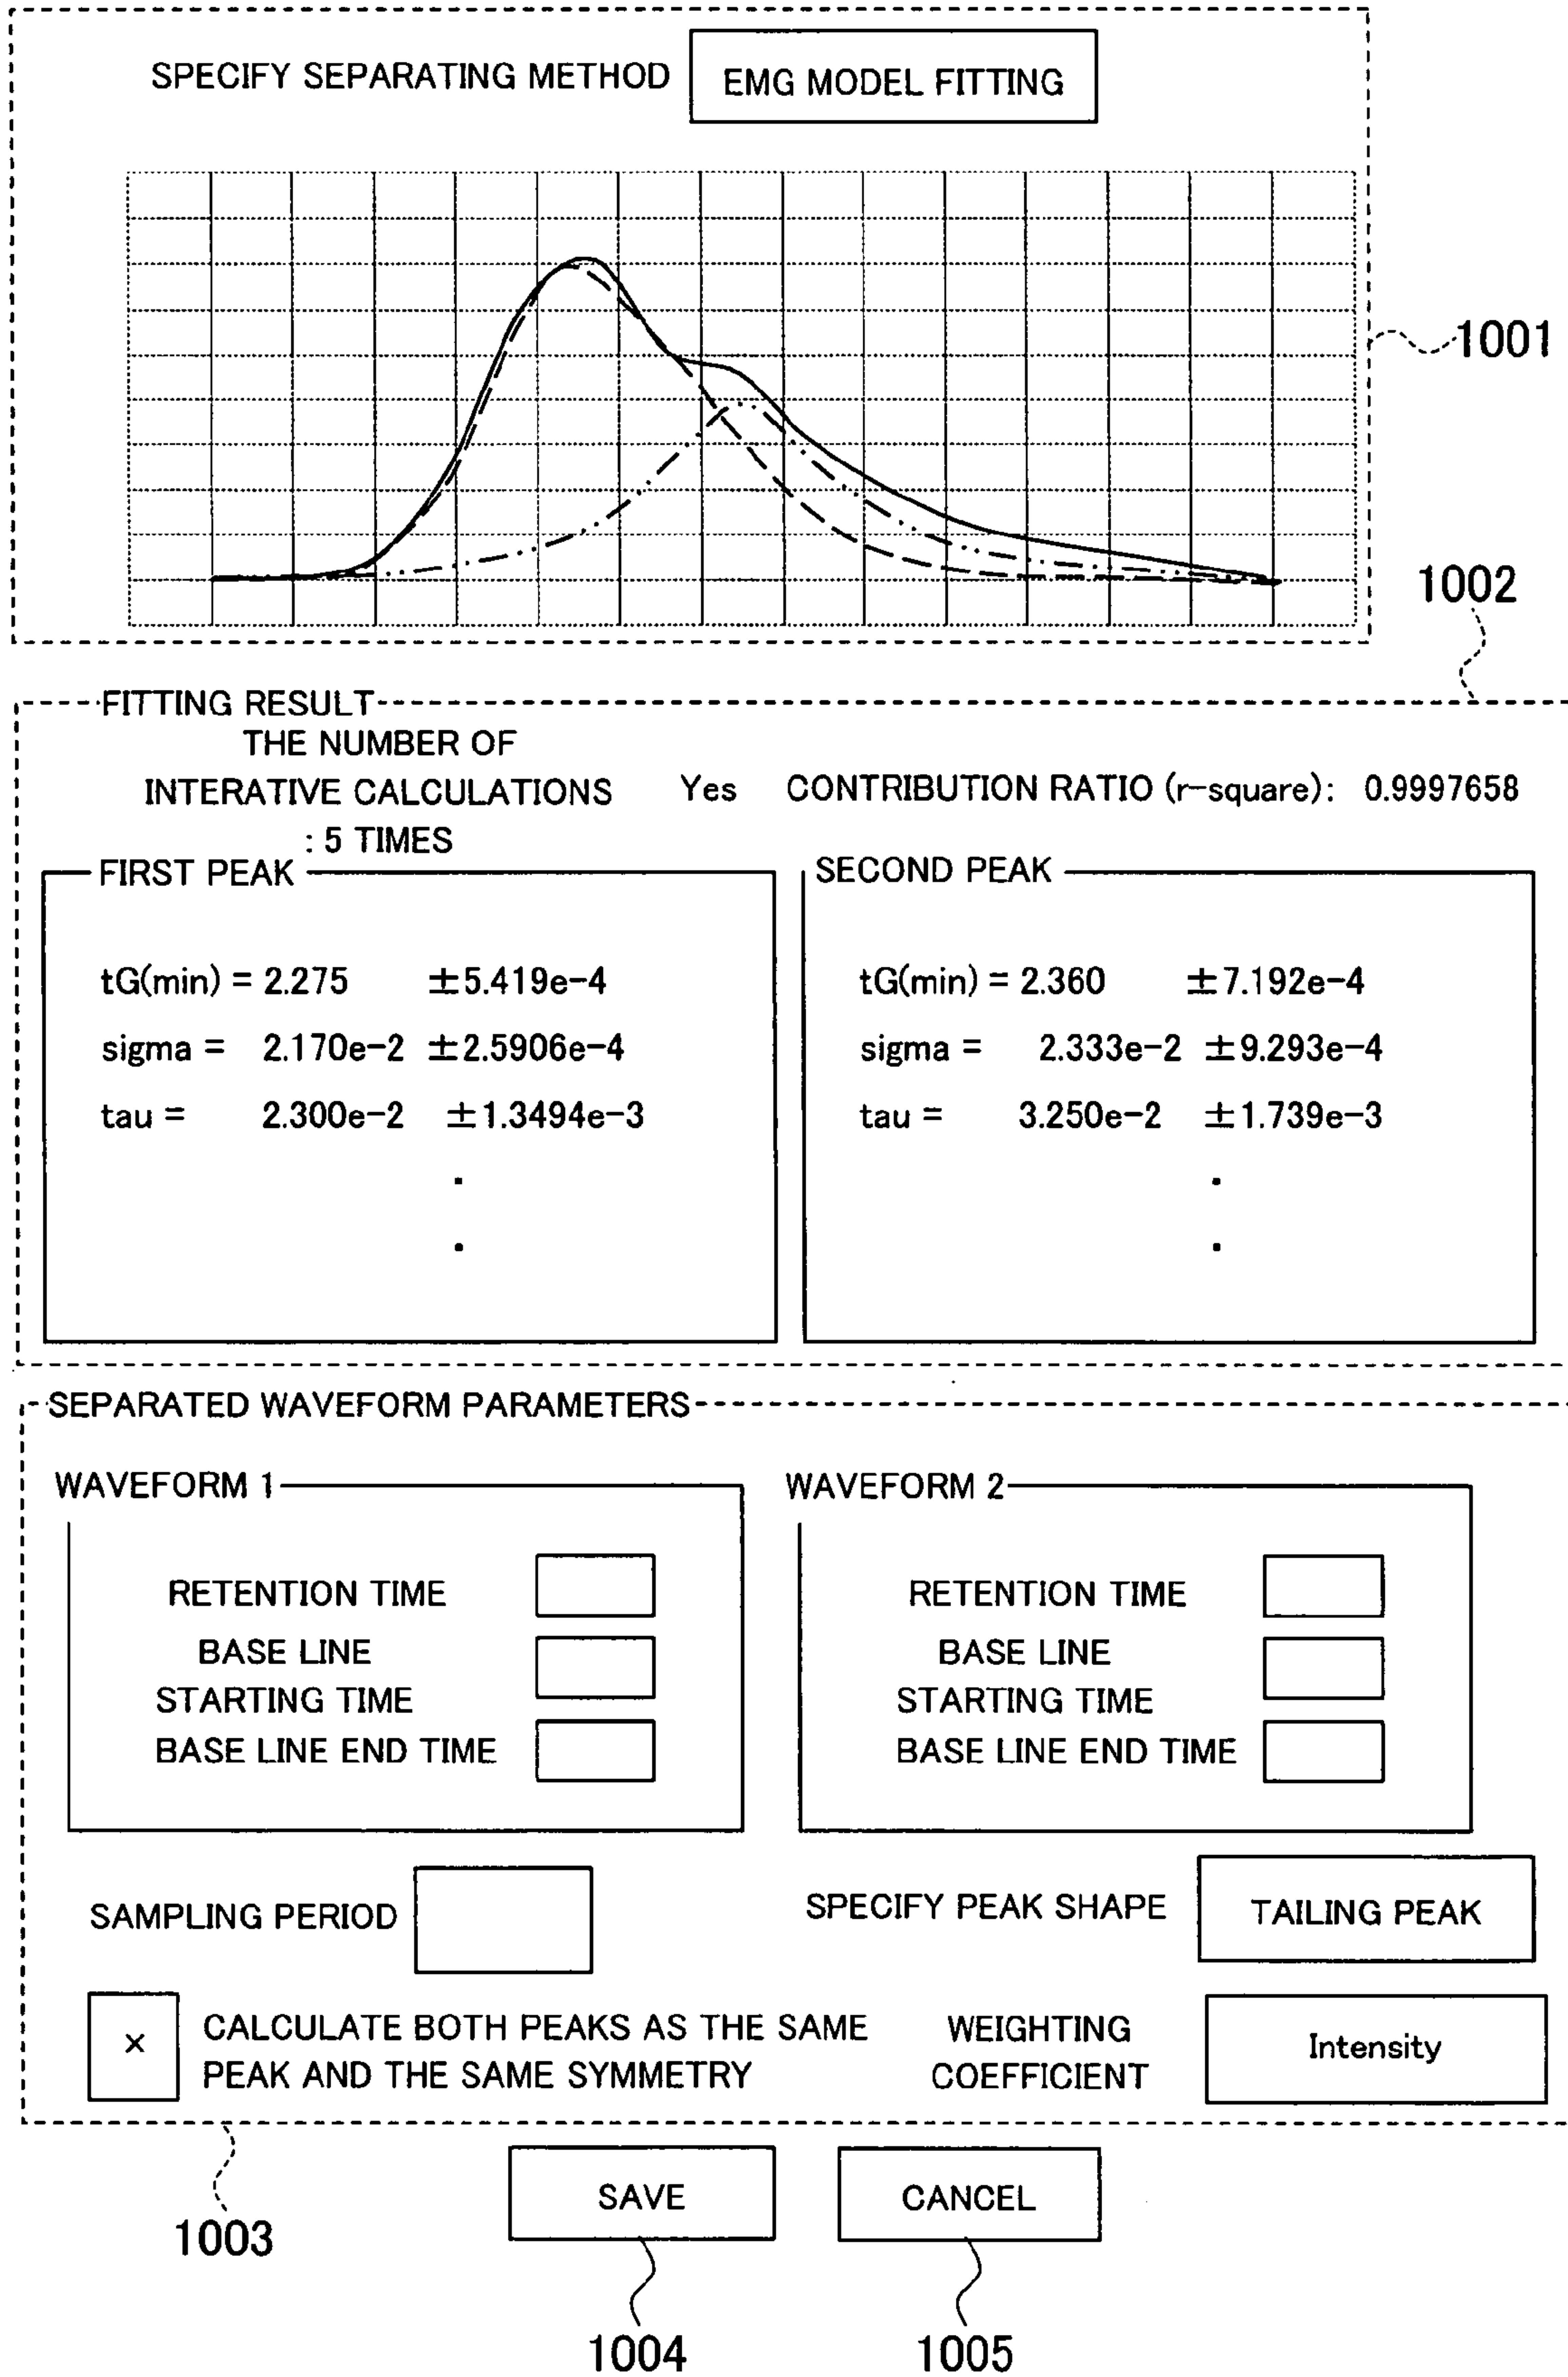 SPECIFY SEPARATING METHOD EMG MODEL FITTING
1001
1002
FITTING RESULT
THE NUMBER OF
INTERATIVE CALCULATIONS Yes CONTRIBUTION RATIO (r-square): 0.9997658
: 5 TIMES
FIRST PEAK SECOND PEAK
tG(min) = 2.275 ±5.419e-4 tG(min) = 2.360 ±7.192e-4
sigma = 2.170e-2 ±2.5906e-4 sigma = 2.333e-2 ±9.293e-4
tau = 2.300e-2 ±1.3494e-3 tau = 3.250e-2 ±1.739e-3
SEPARATED WAVEFORM PARAMETERS
WAVEFORM 1 WAVEFORM 2
RETENTION TIME RETENTION TIME
BASE LINE BASE LINE
STARTING TIME STARTING TIME
BASE LINE END TIME BASE LINE END TIME
SAMPLING PERIOD SPECIFY PEAK SHAPE TAILING PEAK
× CALCULATE BOTH PEAKS AS THE SAME WEIGHTING Intensity
PEAK AND THE SAME SYMMETRY COEFFICIENT
SAVE CANCEL
1003
1004 1005